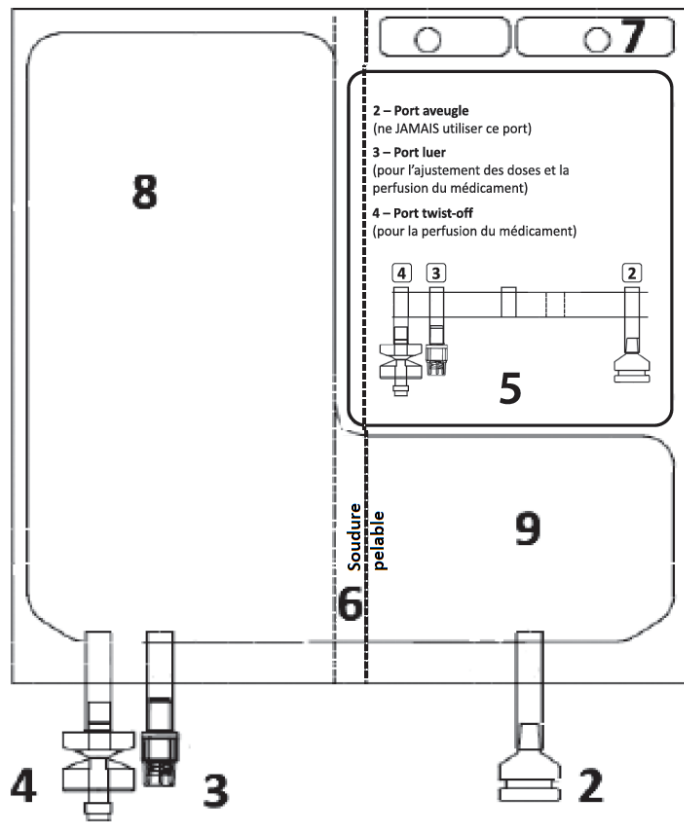 7
2 – Port aveugle
(ne JAMAIS utiliser ce port)
3 – Port luer
(pour l'ajustement des doses et la
perfusion du médicament)
4 – Port twist-off
(pour la perfusion du médicament)
8
4 3 2
5
9
Soudure
pelable
6
4 3 2